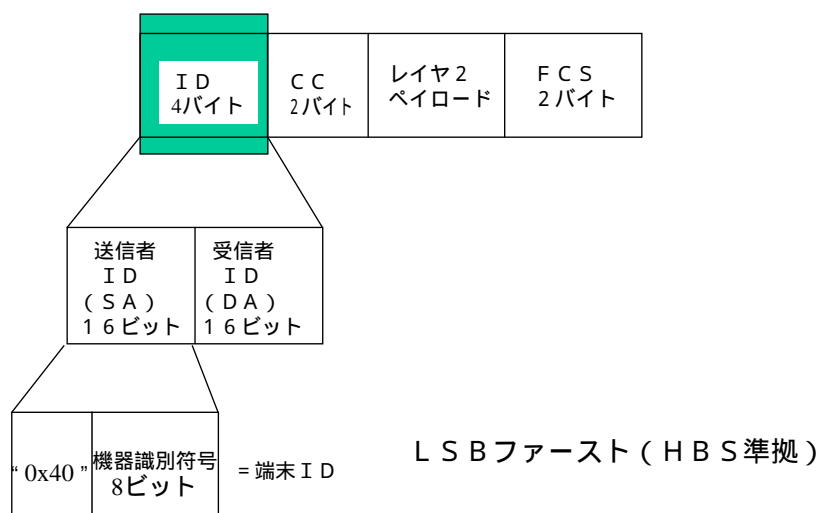 ＩＤ
4バイト
ＣＣ
2バイト
レイヤ２
ペイロード
ＦＣＳ
２バイト
送信者
ＩＤ
（ＳＡ）
１６ビット
受信者
ＩＤ
（ＤＡ）
１６ビット
“ 0x40 ”
機器識別符号
8ビット
= 端末ＩＤ
ＬＳＢファースト（ＨＢＳ準拠）